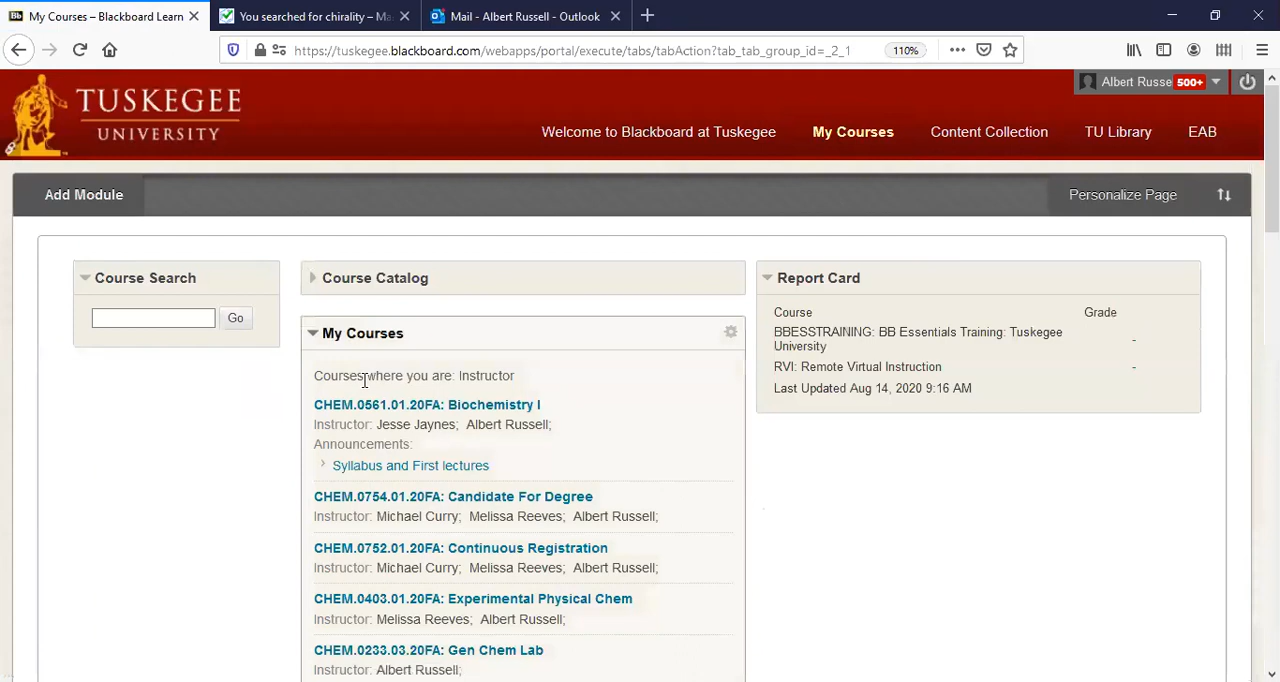 My Courses – Blackboard Learn
You searched for chirality – Ma
Mail - Albert Russell - Outlook
https://tuskegee.blackboard.com/webapps/portal/execute/tabs/tabAction?tab_tab_group_id=_2_1
110%
TUSKEGEE
UNIVERSITY
Albert Russe 500+
Welcome to Blackboard at Tuskegee
My Courses
Content Collection
TU Library
EAB
Add Module
Personalize Page
Course Search
Go
Course Catalog
My Courses
Courses where you are: Instructor
CHEM.0561.01.20FA: Biochemistry I
Instructor: Jesse Jaynes; Albert Russell;
Announcements:
Syllabus and First lectures
CHEM.0754.01.20FA: Candidate For Degree
Instructor: Michael Curry; Melissa Reeves; Albert Russell;
CHEM.0752.01.20FA: Continuous Registration
Instructor: Michael Curry; Melissa Reeves; Albert Russell;
CHEM.0403.01.20FA: Experimental Physical Chem
Instructor: Melissa Reeves; Albert Russell;
CHEM.0233.03.20FA: Gen Chem Lab
Instructor: Albert Russell;
Report Card
Course Grade
BBESSTRAINING: BB Essentials Training: Tuskegee
University -
RVI: Remote Virtual Instruction -
Last Updated Aug 14, 2020 9:16 AM